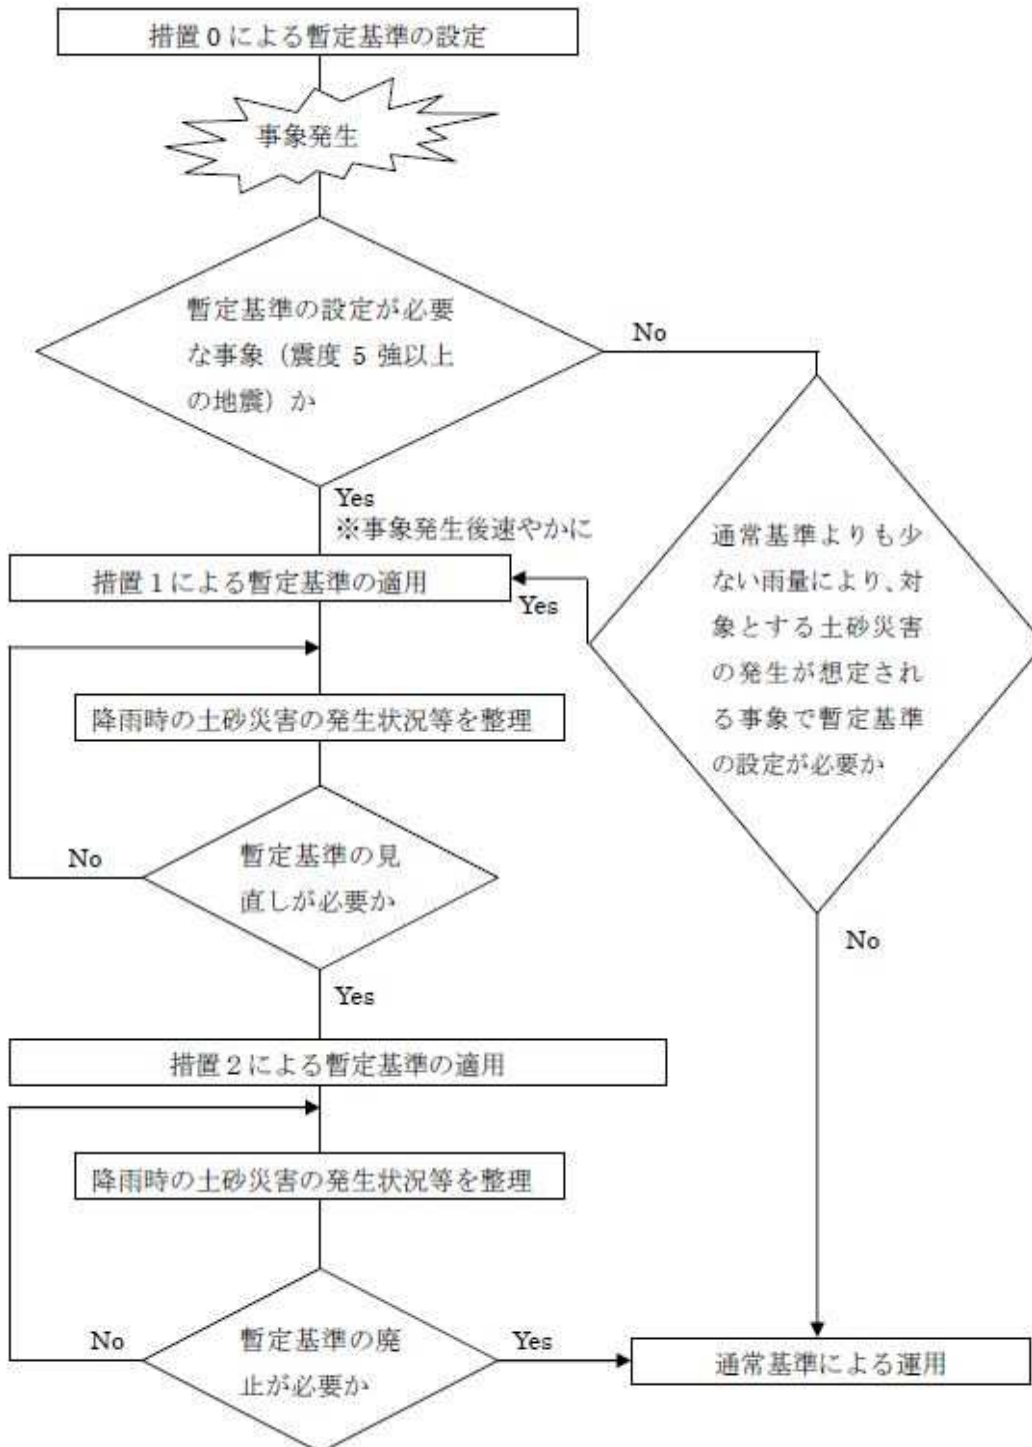 措置0による暫定基準の設定
事象発生
暫定基準の設定が必要
な事象（震度 5 強以上
の地震）か
No
Yes
※事象発生後速やかに
通常基準よりも少
ない雨量により、対
象とする土砂災害
の発生が想定され
る事象で暫定基準
の設定が必要か
措置1による暫定基準の適用
Yes
降雨時の土砂災害の発生状況等を整理
暫定基準の見
直しが必要か
No
No
Yes
措置2による暫定基準の適用
降雨時の土砂災害の発生状況等を整理
暫定基準の廃
止が必要か
No
Yes
通常基準による運用